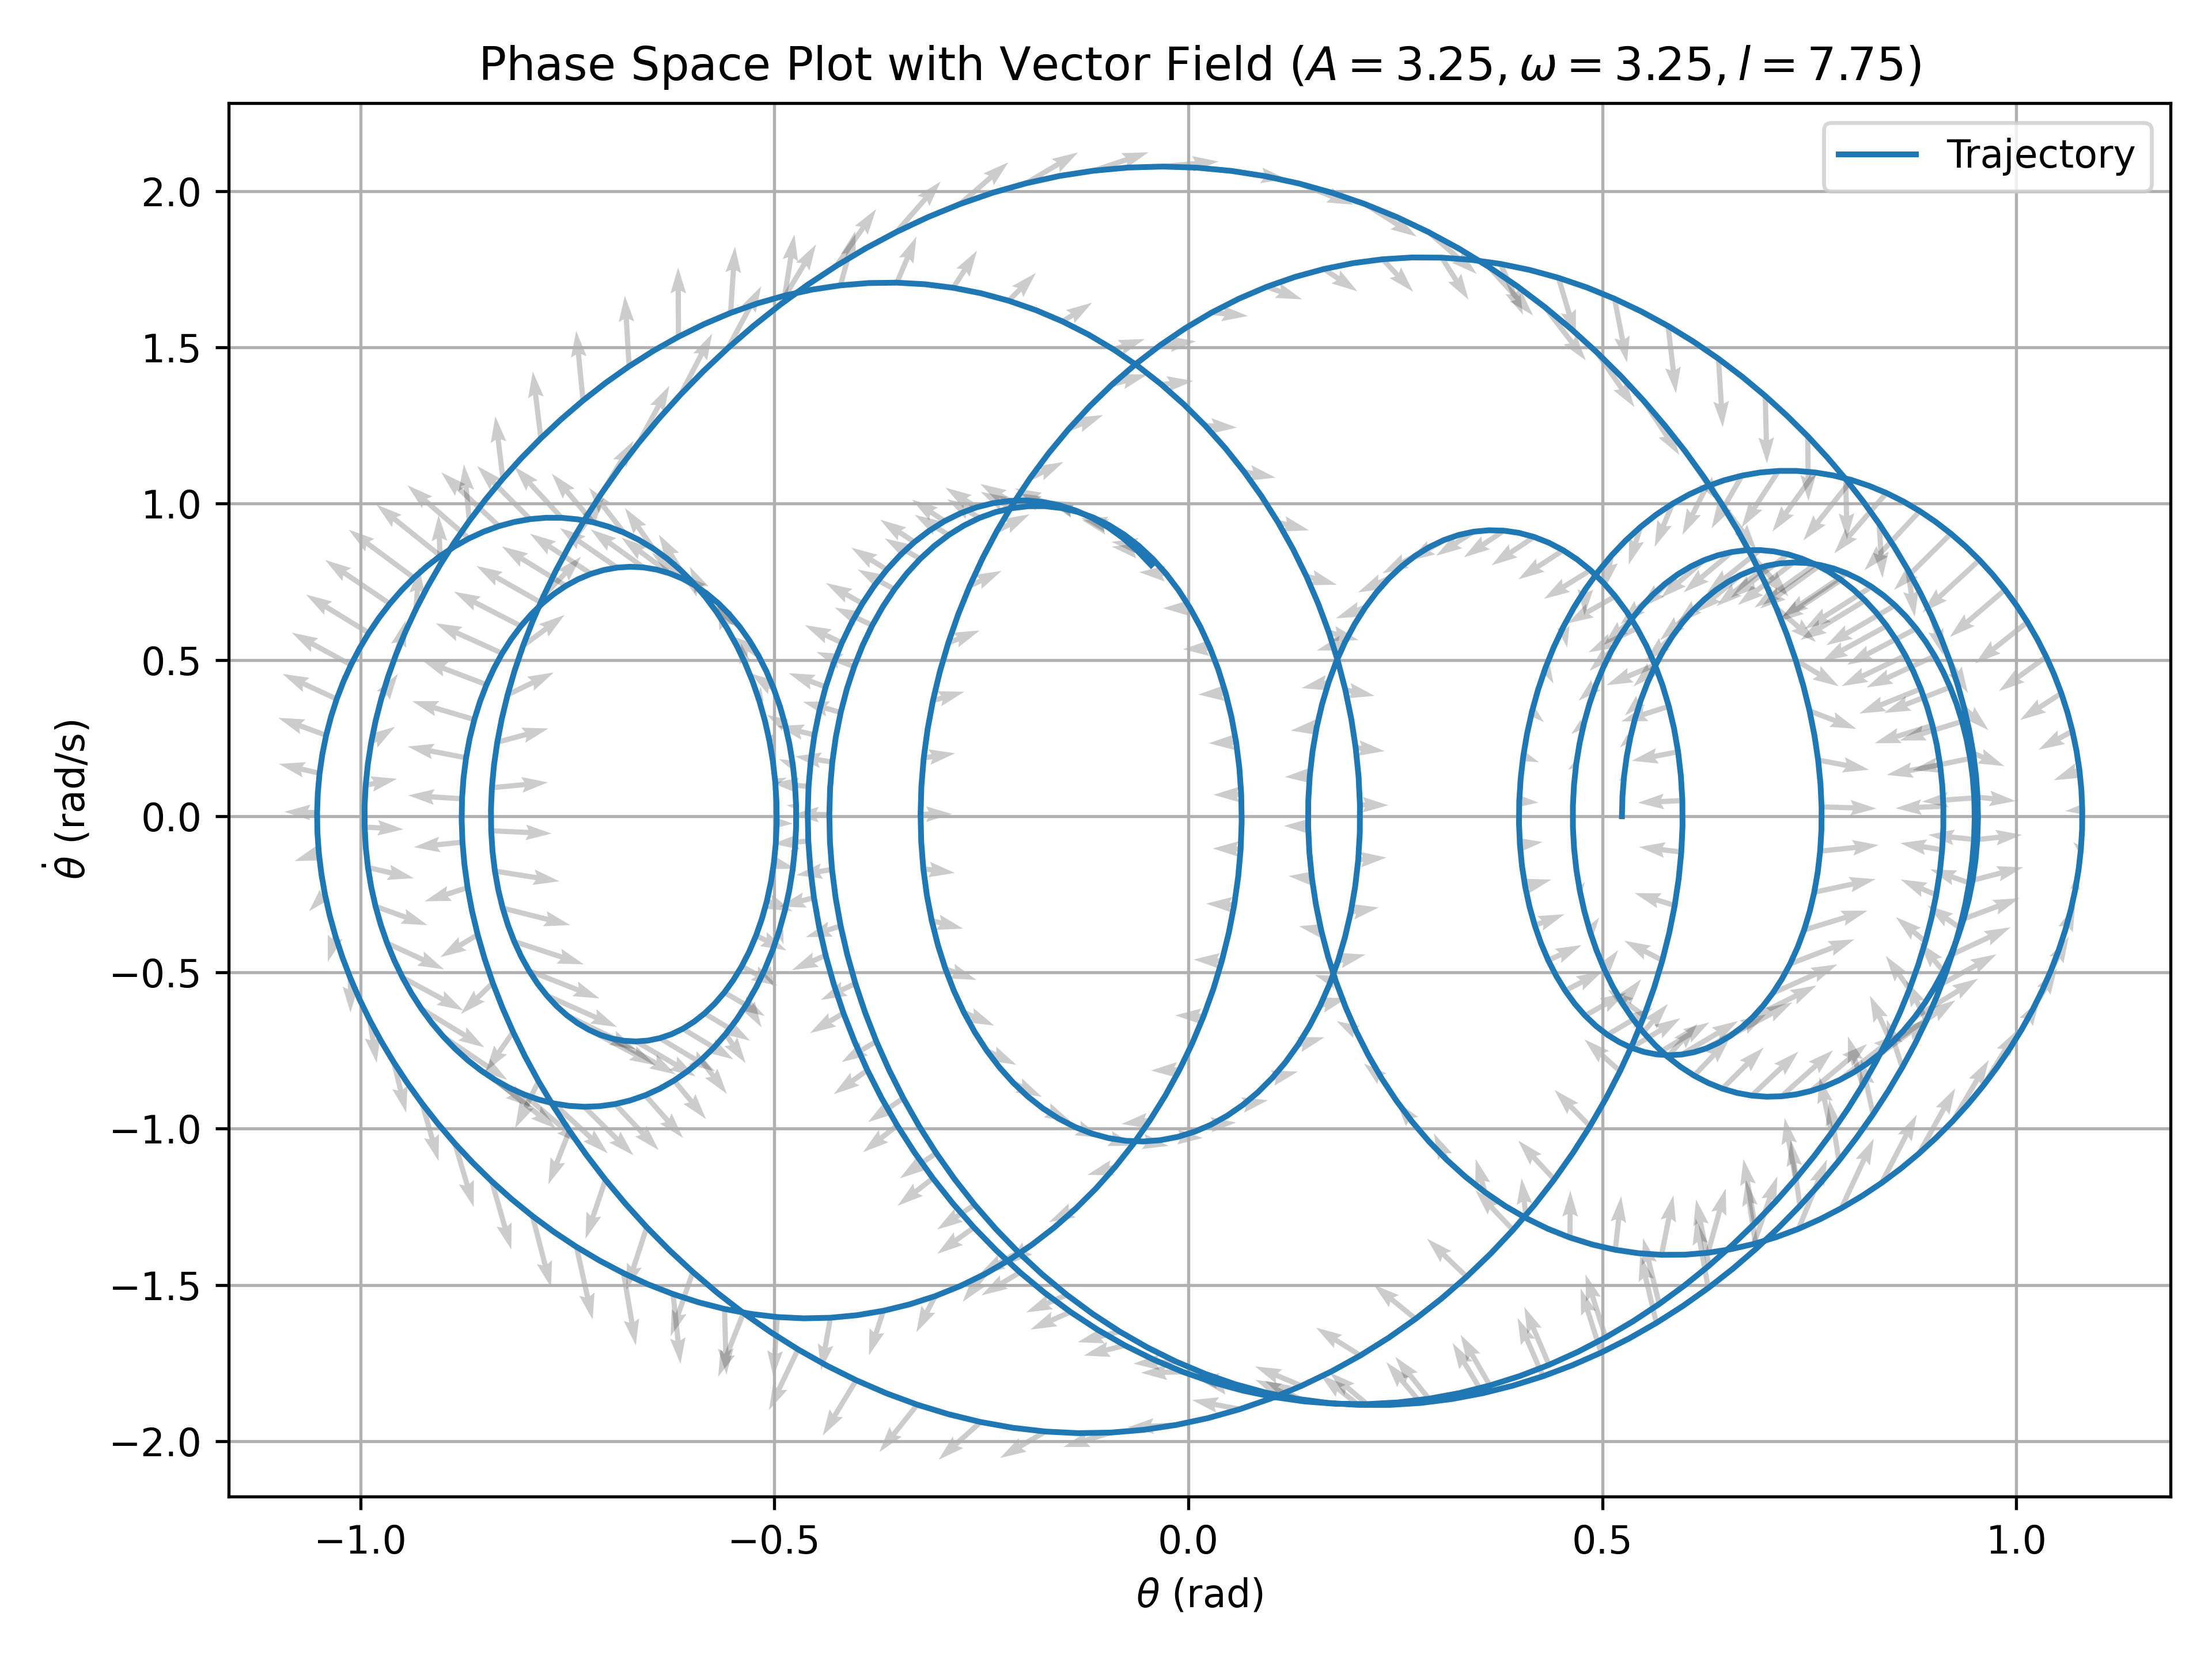 Phase Space Plot with Vector Field (A = 3.25, ω = 3.25, l = 7.75)
Trajectory
2.0
1.5
1.0
0.5
0.0
−0.5
−1.0
−1.5
−2.0
θ̇ (rad/s)
−1.0 −0.5 0.0 0.5 1.0
θ (rad)